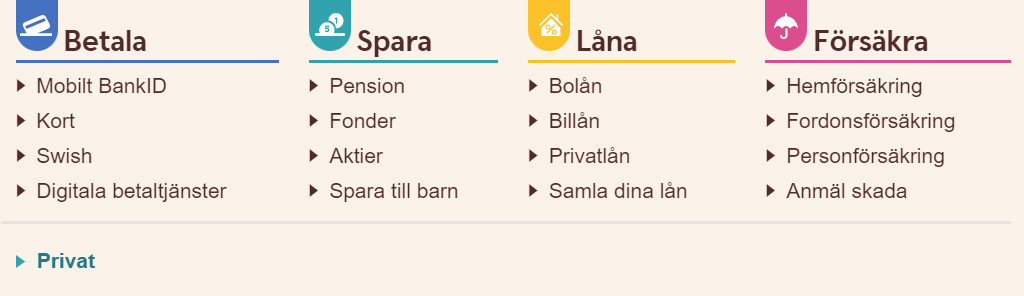 Betala
Mobilt BankID
Kort
Swish
Digitala betaltjänster
Spara
Pension
Fonder
Aktier
Spara till barn
Låna
Bolån
Billån
Privatlån
Samla dina lån
Försäkra
Hemförsäkring
Fordonsförsäkring
Personförsäkring
Anmäl skada
Privat